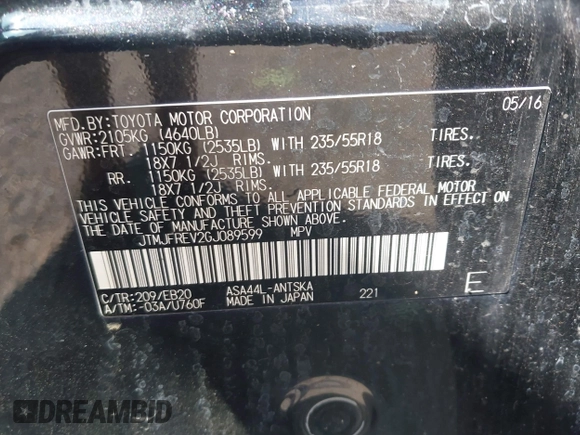 MFD.BY:TOYOTA MOTOR CORPORATION 05/16
GVWR:2105KG (4640LB)
GAWR:FRT 1150KG (2535LB) WITH 235/55R18 TIRES.
18X7 1/2J RIMS.
RR. 1150KG (2535LB) WITH 235/55R18 TIRES.
18X7 1/2J RIMS.
THIS VEHICLE CONFORMS TO ALL APPLICABLE FEDERAL MOTOR
VEHICLE SAFETY AND THEFT PREVENTION STANDARDS IN EFFECT ON
THE DATE OF MANUFACTURE SHOWN ABOVE.
JTMJFREV2GJ089599 MPV
C/TR:209/EB20 ASA44L-ANTSKA 221 E
A/TM:-03A/U760F MADE IN JAPAN
DREAMBID